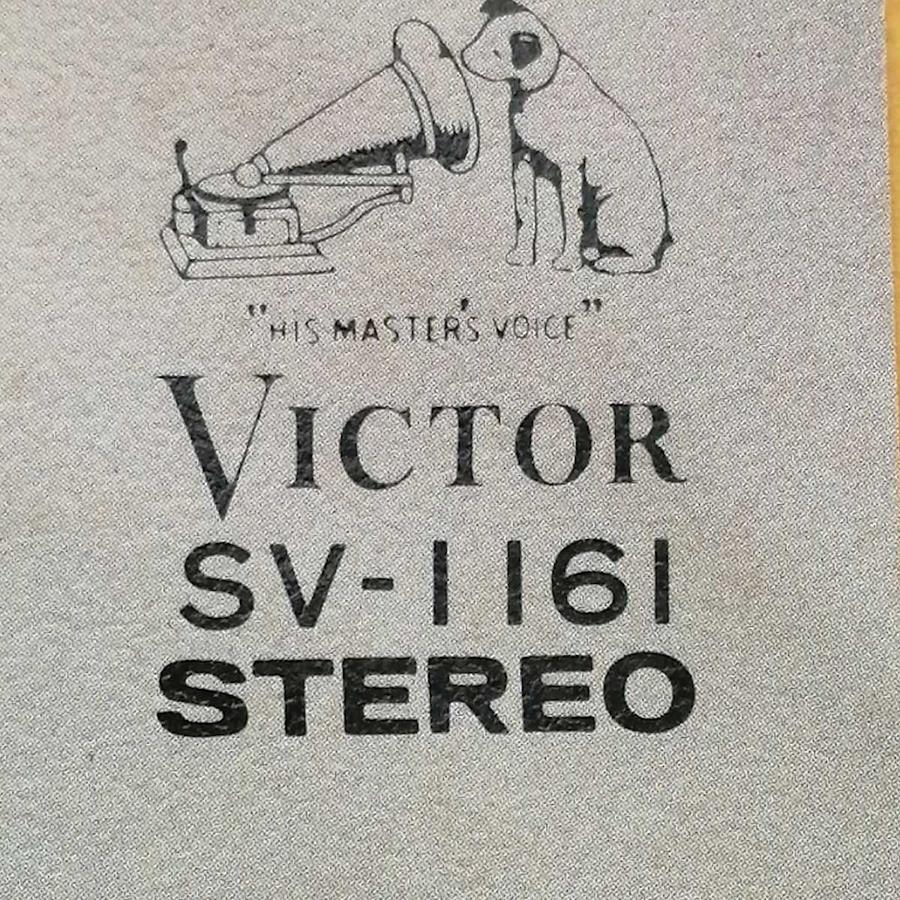 "HIS MASTER'S VOICE"
VICTOR
SV-1161
STEREO